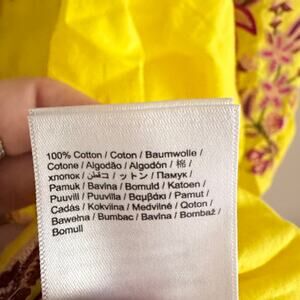 100% Cotton / Coton / Baumwolle /
Cotone / Algodão / Algodón / 棉 /
хлопок / قطن / コットン / Памук /
Pamuk / Bavlna / Bomuld / Katoen /
Puuvill / Puuvilla / Βαμβάκι / Pamut /
Cadás / Kokvilna / Medvilnė / Qoton /
Bawełna / Bumbac / Bavlna / Bombaž /
Bomull